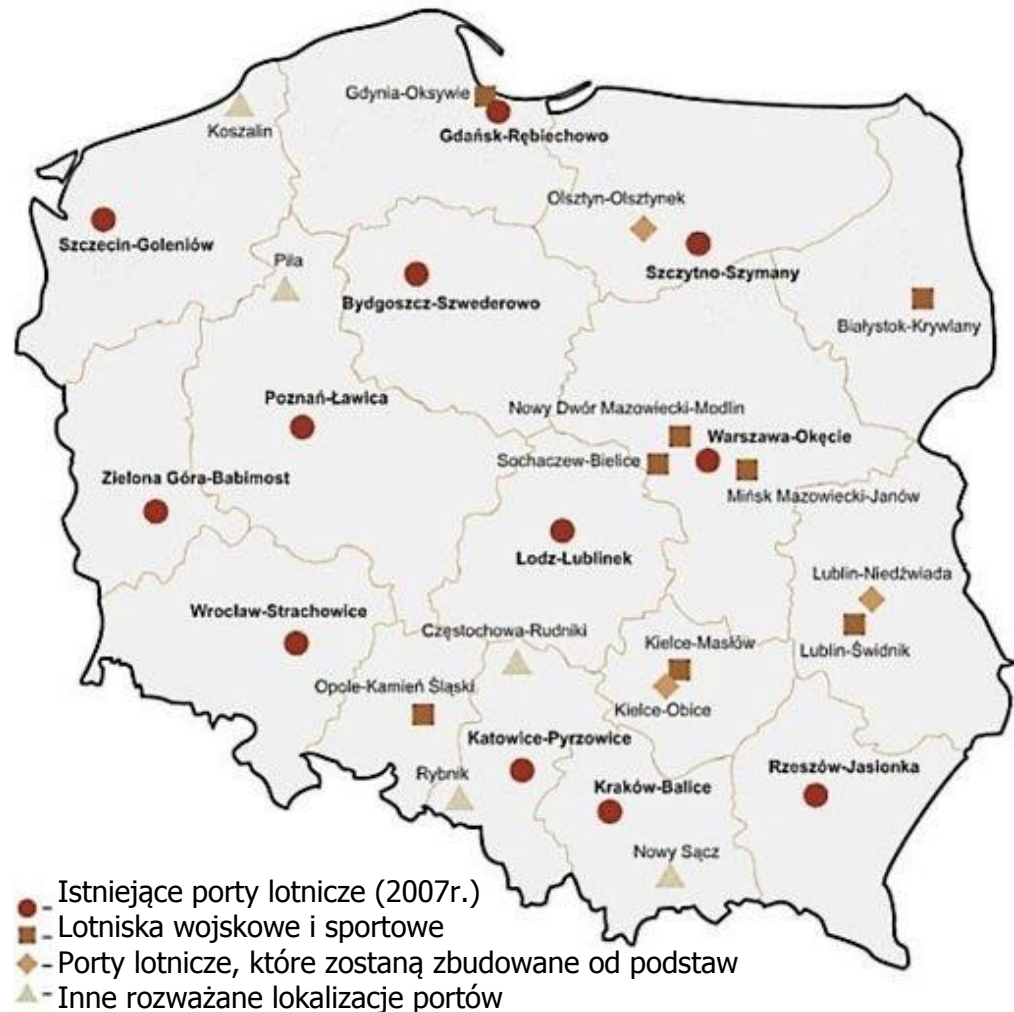 Gdynia-Oksywie
Koszalin
Gdańsk-Rębiechowo
Olsztyn-Olsztynek
Szczecin-Goleniów
Piła
Szczytno-Szymany
Bydgoszcz-Szwederowo
Białystok-Krywlany
Poznań-Ławica
Nowy Dwór Mazowiecki-Modlin
Warszawa-Okęcie
Sochaczew-Bielice
Zielona Góra-Babimost
Mińsk Mazowiecki-Janów
Lodz-Lublinek
Lublin-Niedźwiada
Wrocław-Strachowice
Częstochowa-Rudniki
Kielce-Masłów
Lublin-Świdnik
Opole-Kamień Śląski
Kielce-Obice
Katowice-Pyrzowice
Rybnik
Kraków-Balice
Rzeszów-Jasionka
Nowy Sącz
- Istniejące porty lotnicze (2007r.)
- Lotniska wojskowe i sportowe
- Porty lotnicze, które zostaną zbudowane od podstaw
- Inne rozważane lokalizacje portów